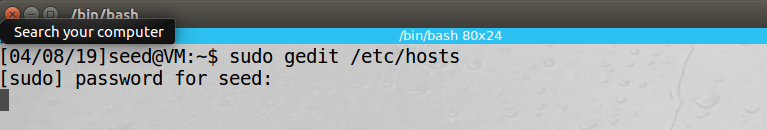 /bin/bash
Search your computer
/bin/bash 80x24
[04/08/19]seed@VM:~$ sudo gedit /etc/hosts
[sudo] password for seed: